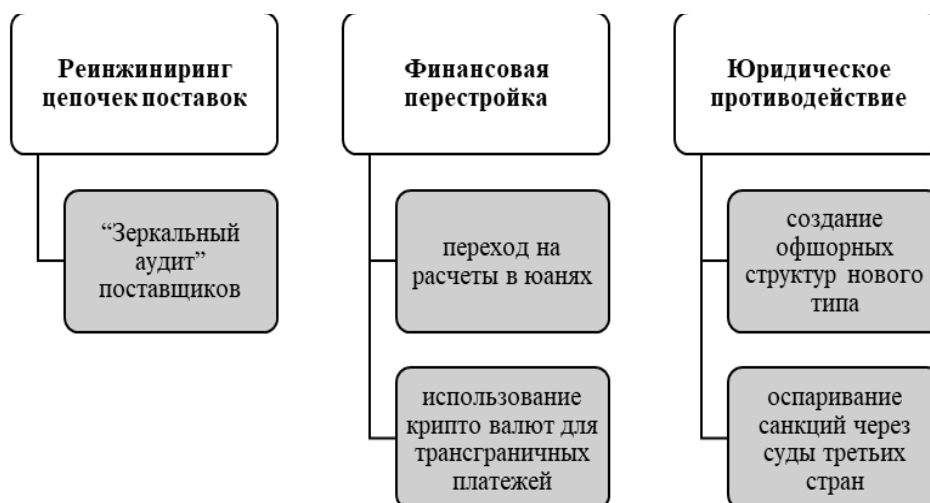 Реинжиниринг
цепочек поставок
“Зеркальный
аудит”
поставщиков
Финансовая
перестройка
переход на
расчеты в юанях
использование
крипто валют для
трансграничных
платежей
Юридическое
противодействие
создание
офшорных
структур нового
типа
оспаривание
санкций через
суды третьих
стран